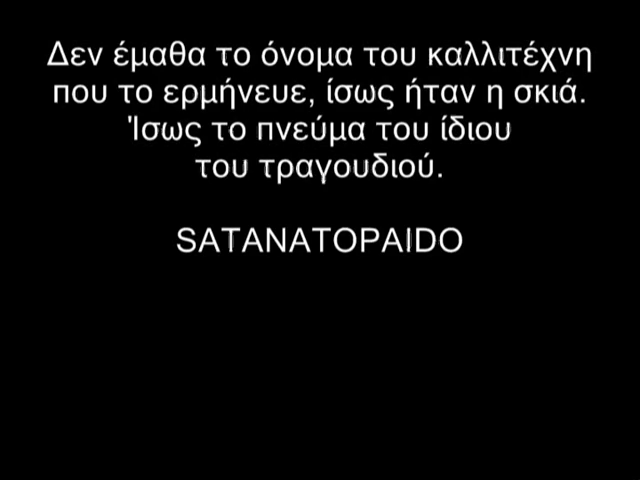 Δεν έμαθα το όνομα του καλλιτέχνη
που το ερμήνευε, ίσως ήταν η σκιά.
Ίσως το πνεύμα του ίδιου
του τραγουδιού.
SATANATOPAIDO